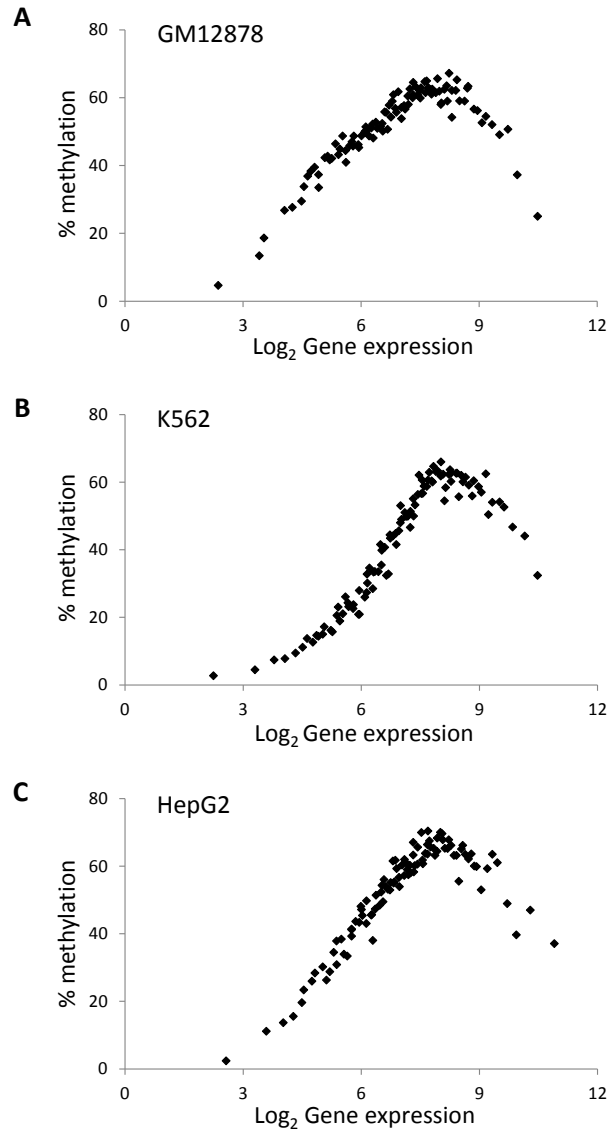 A
GM12878
80
60
40
20
0
0 3 6 9 12
% methylation
Log₂ Gene expression
B
K562
80
60
40
20
0
0 3 6 9 12
% methylation
Log₂ Gene expression
C
HepG2
80
60
40
20
0
0 3 6 9 12
% methylation
Log₂ Gene expression